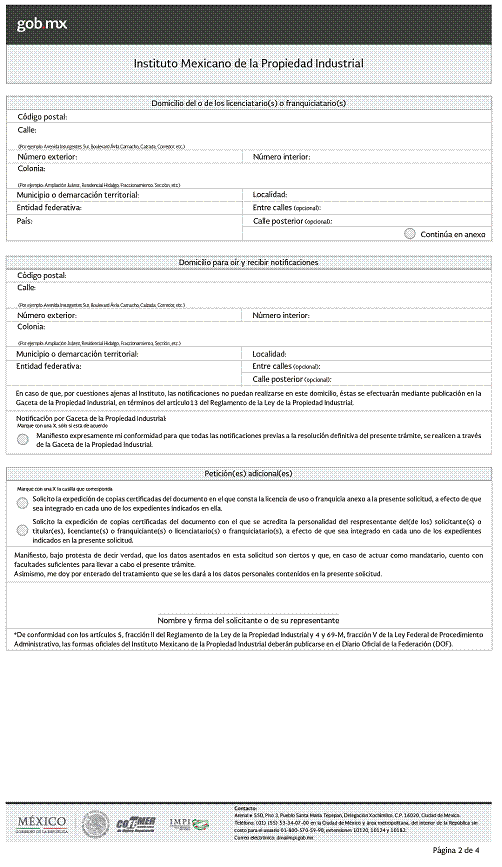 gob mx
Instituto Mexicano de la Propiedad Industrial
Domicilio del o de los licenciatario(s) o franquiciatario(s)
Código postal:
Calle:
(Por ejemplo: Avenida Insurgentes Sur, Boulevard Ávila Camacho, Calzada, Corredor, etc.)
Número exterior: Número interior:
Colonia:
(Por ejemplo: Ampliación Juárez, Residencial Hidalgo, Fraccionamiento, Sección, etc.)
Municipio o demarcación territorial: Localidad:
Entidad federativa: Entre calles (opcional):
País: Calle posterior (opcional):
Continúa en anexo
Domicilio para oír y recibir notificaciones
Código postal:
Calle:
(Por ejemplo: Avenida Insurgentes Sur, Boulevard Ávila Camacho, Calzada, Corredor, etc.)
Número exterior: Número interior:
Colonia:
(Por ejemplo: Ampliación Juárez, Residencial Hidalgo, Fraccionamiento, Sección, etc.)
Municipio o demarcación territorial: Localidad:
Entidad federativa: Entre calles (opcional):
Calle posterior (opcional):
En caso de que, por cuestiones ajenas al Instituto, las notificaciones no puedan realizarse en este domicilio, éstas se efectuarán mediante publicación en la
Gaceta de la Propiedad Industrial, en términos del artículo13 del Reglamento de la Ley de la Propiedad Industrial.
Notificación por Gaceta de la Propiedad Industrial:
Marque con una X, sólo si está de acuerdo
Manifiesto expresamente mi conformidad para que todas las notificaciones previas a la resolución definitiva del presente trámite, se realicen a través
de la Gaceta de la Propiedad Industrial.
Petición(es) adicional(es)
Marque con una X la casilla que corresponda
Solicito la expedición de copias certificadas del documento en el que consta la licencia de uso o franquicia anexo a la presente solicitud, a efecto de que
sea integrado en cada uno de los expedientes indicados en ella.
Solicito la expedición de copias certificadas del documento con el que se acredita la personalidad del respresentante del(de los) solicitante(s) o
titular(es), licenciante(s) o franquiciante(s) o licenciatario(s) o franquiciatario(s), a efecto de que sea integrado en cada uno de los expedientes
indicados en la presente solicitud.
Manifiesto, bajo protesta de decir verdad, que los datos asentados en esta solicitud son ciertos y que, en caso de actuar como mandatario, cuento con
facultades suficientes para llevar a cabo el presente trámite.
Asimismo, me doy por enterado del tratamiento que se les dará a los datos personales contenidos en la presente solicitud.
Nombre y firma del solicitante o de su representante
"De conformidad con los artículos 5, fracción II del Reglamento de la Ley de la Propiedad Industrial y 4 y 69-M, fracción V de la Ley Federal de Procedimiento
Administrativo, las formas oficiales del Instituto Mexicano de la Propiedad Industrial deberán publicarse en el Diario Oficial de la Federación (DOF).
MÉXICO
GOBIERNO DE LA REPÚBLICA
COFEMER
IMPI
Contacto:
Arenal # 550, Piso 3, Pueblo Santa María Tepepan, Delegación Xochimilco, C.P. 16020, Ciudad de México.
Teléfono: (01) (55) 53-34-07-00 en la Ciudad de México y área metropolitana, del interior de la República sin
costo para el usuario 01-800-570-59-90, extensiones 10120, 10124 y 10182.
Correo electrónico: dma@impi.gob.mx
Página 2 de 4